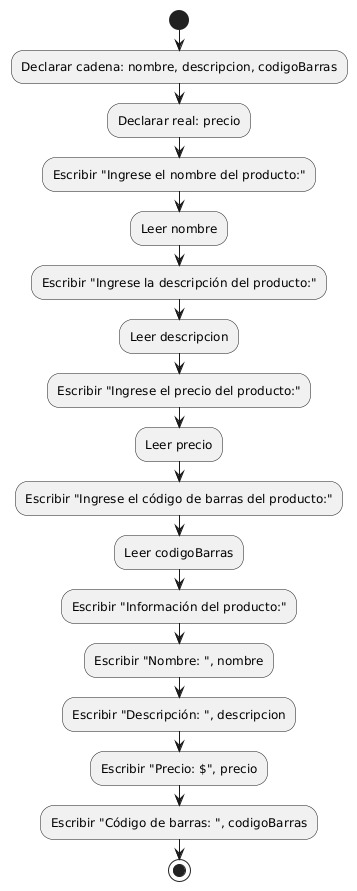 Declarar cadena: nombre, descripcion, codigoBarras
Declarar real: precio
Escribir "Ingrese el nombre del producto:"
Leer nombre
Escribir "Ingrese la descripción del producto:"
Leer descripcion
Escribir "Ingrese el precio del producto:"
Leer precio
Escribir "Ingrese el código de barras del producto:"
Leer codigoBarras
Escribir "Información del producto:"
Escribir "Nombre: ", nombre
Escribir "Descripción: ", descripcion
Escribir "Precio: $", precio
Escribir "Código de barras: ", codigoBarras